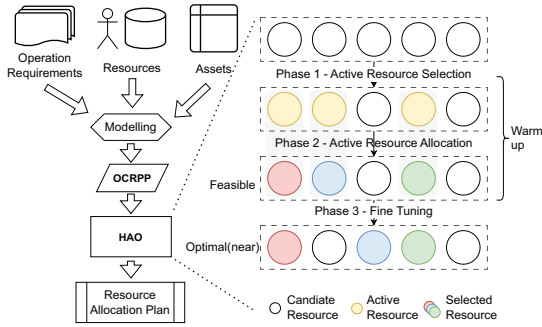 Operation
Requirements
Resources
Assets
Modelling
OCRPP
HAO
Resource
Allocation Plan
Phase 1 - Active Resource Selection
Phase 2 - Active Resource Allocation
Warm
up
Feasible
Phase 3 - Fine Tuning
Optimal(near)
Candiate
Resource
Active
Resource
Selected
Resource